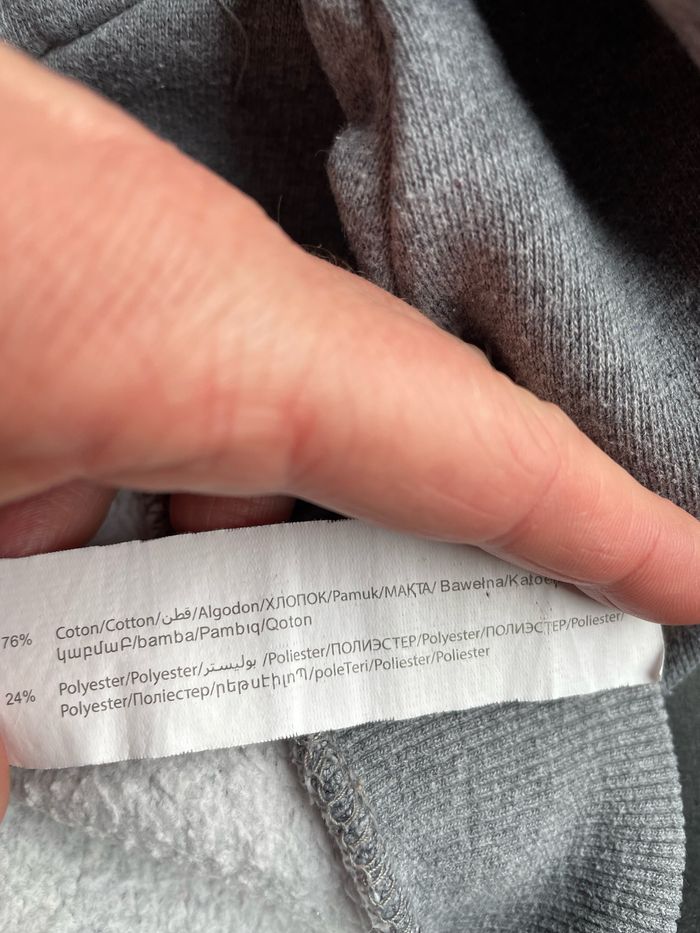 76% Coton/Cotton/قطن/Algodon/ХЛОПОК/Pamuk/МАҚТА/ Bawełna/
կաբմաԲ/bamba/Pambıq/Qoton
24% Polyester/Polyester/بوليستر /Poliester/ПОЛИЭСТЕР/Polyester/ПОЛИЭСТЕР/Poliester/
Polyester/Поліестер/րեթսէիլոՊ/poleTeri/Poliester/Poliester